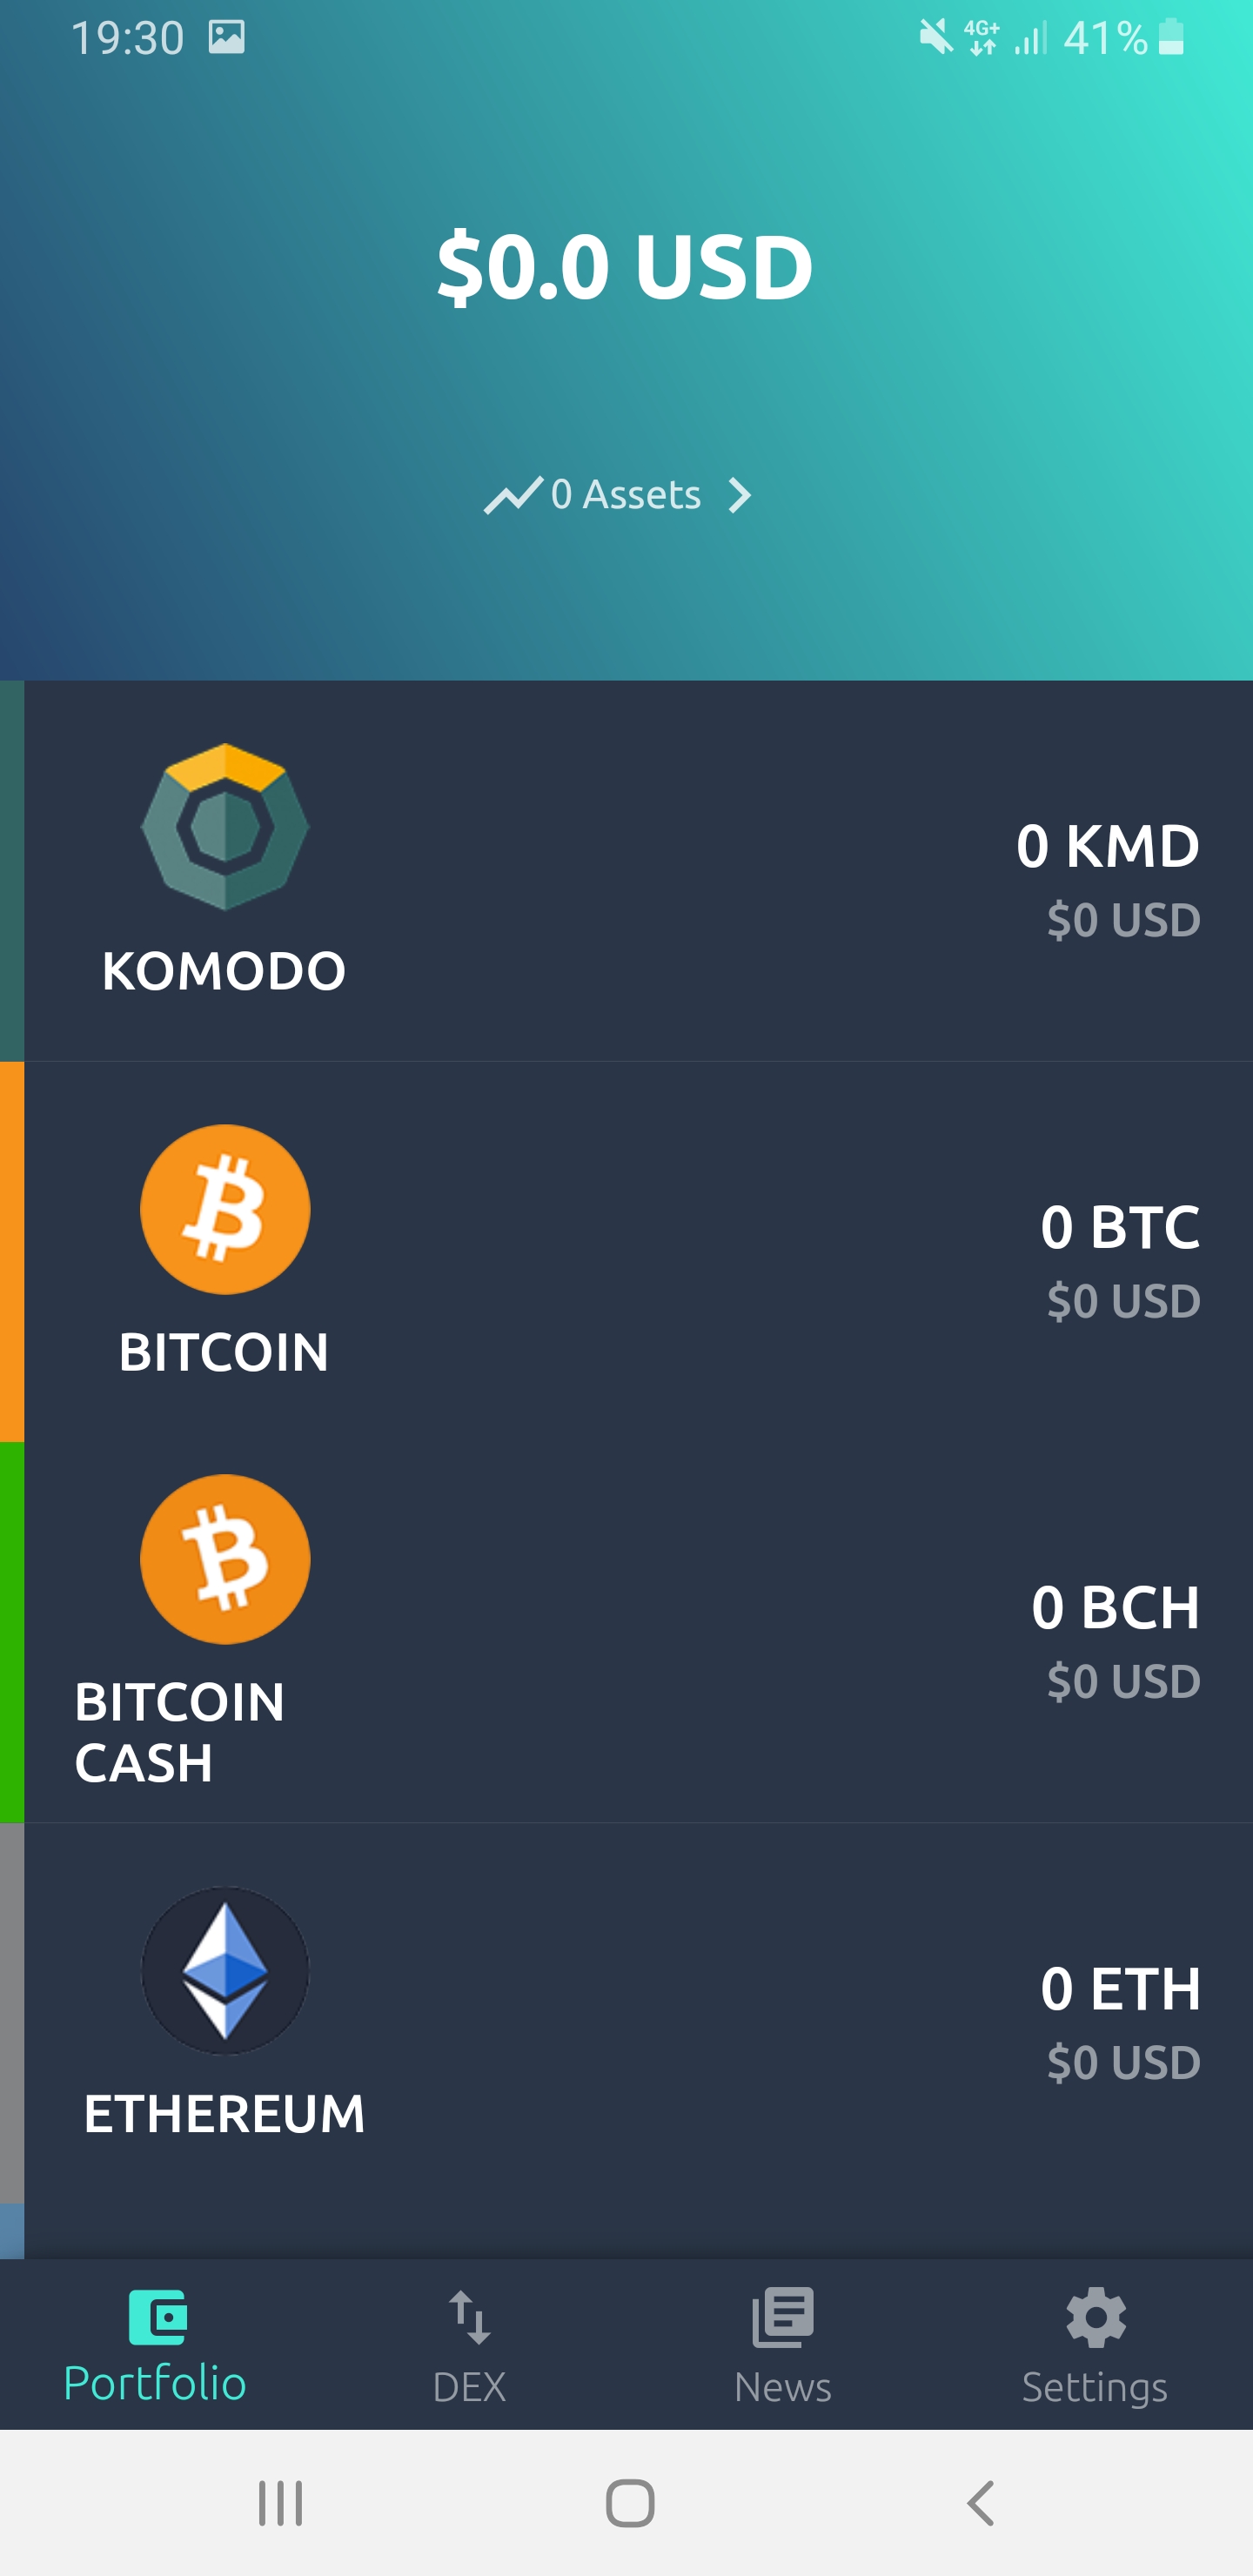 19:30 4G+ 41%
$0.0 USD
0 Assets
0 KMD
$0 USD
KOMODO
0 BTC
$0 USD
BITCOIN
0 BCH
$0 USD
BITCOIN
CASH
0 ETH
$0 USD
ETHEREUM
Portfolio DEX News Settings